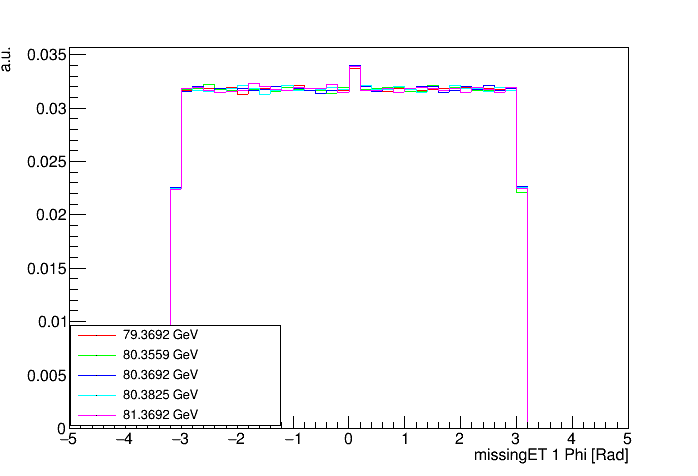 a.u.
0.035
0.03
0.025
0.02
0.015
0.01
0.005
0
79.3692 GeV
80.3559 GeV
80.3692 GeV
80.3825 GeV
81.3692 GeV
−5 −4 −3 −2 −1 0 1 2 3 4 5
missingET 1 Phi [Rad]